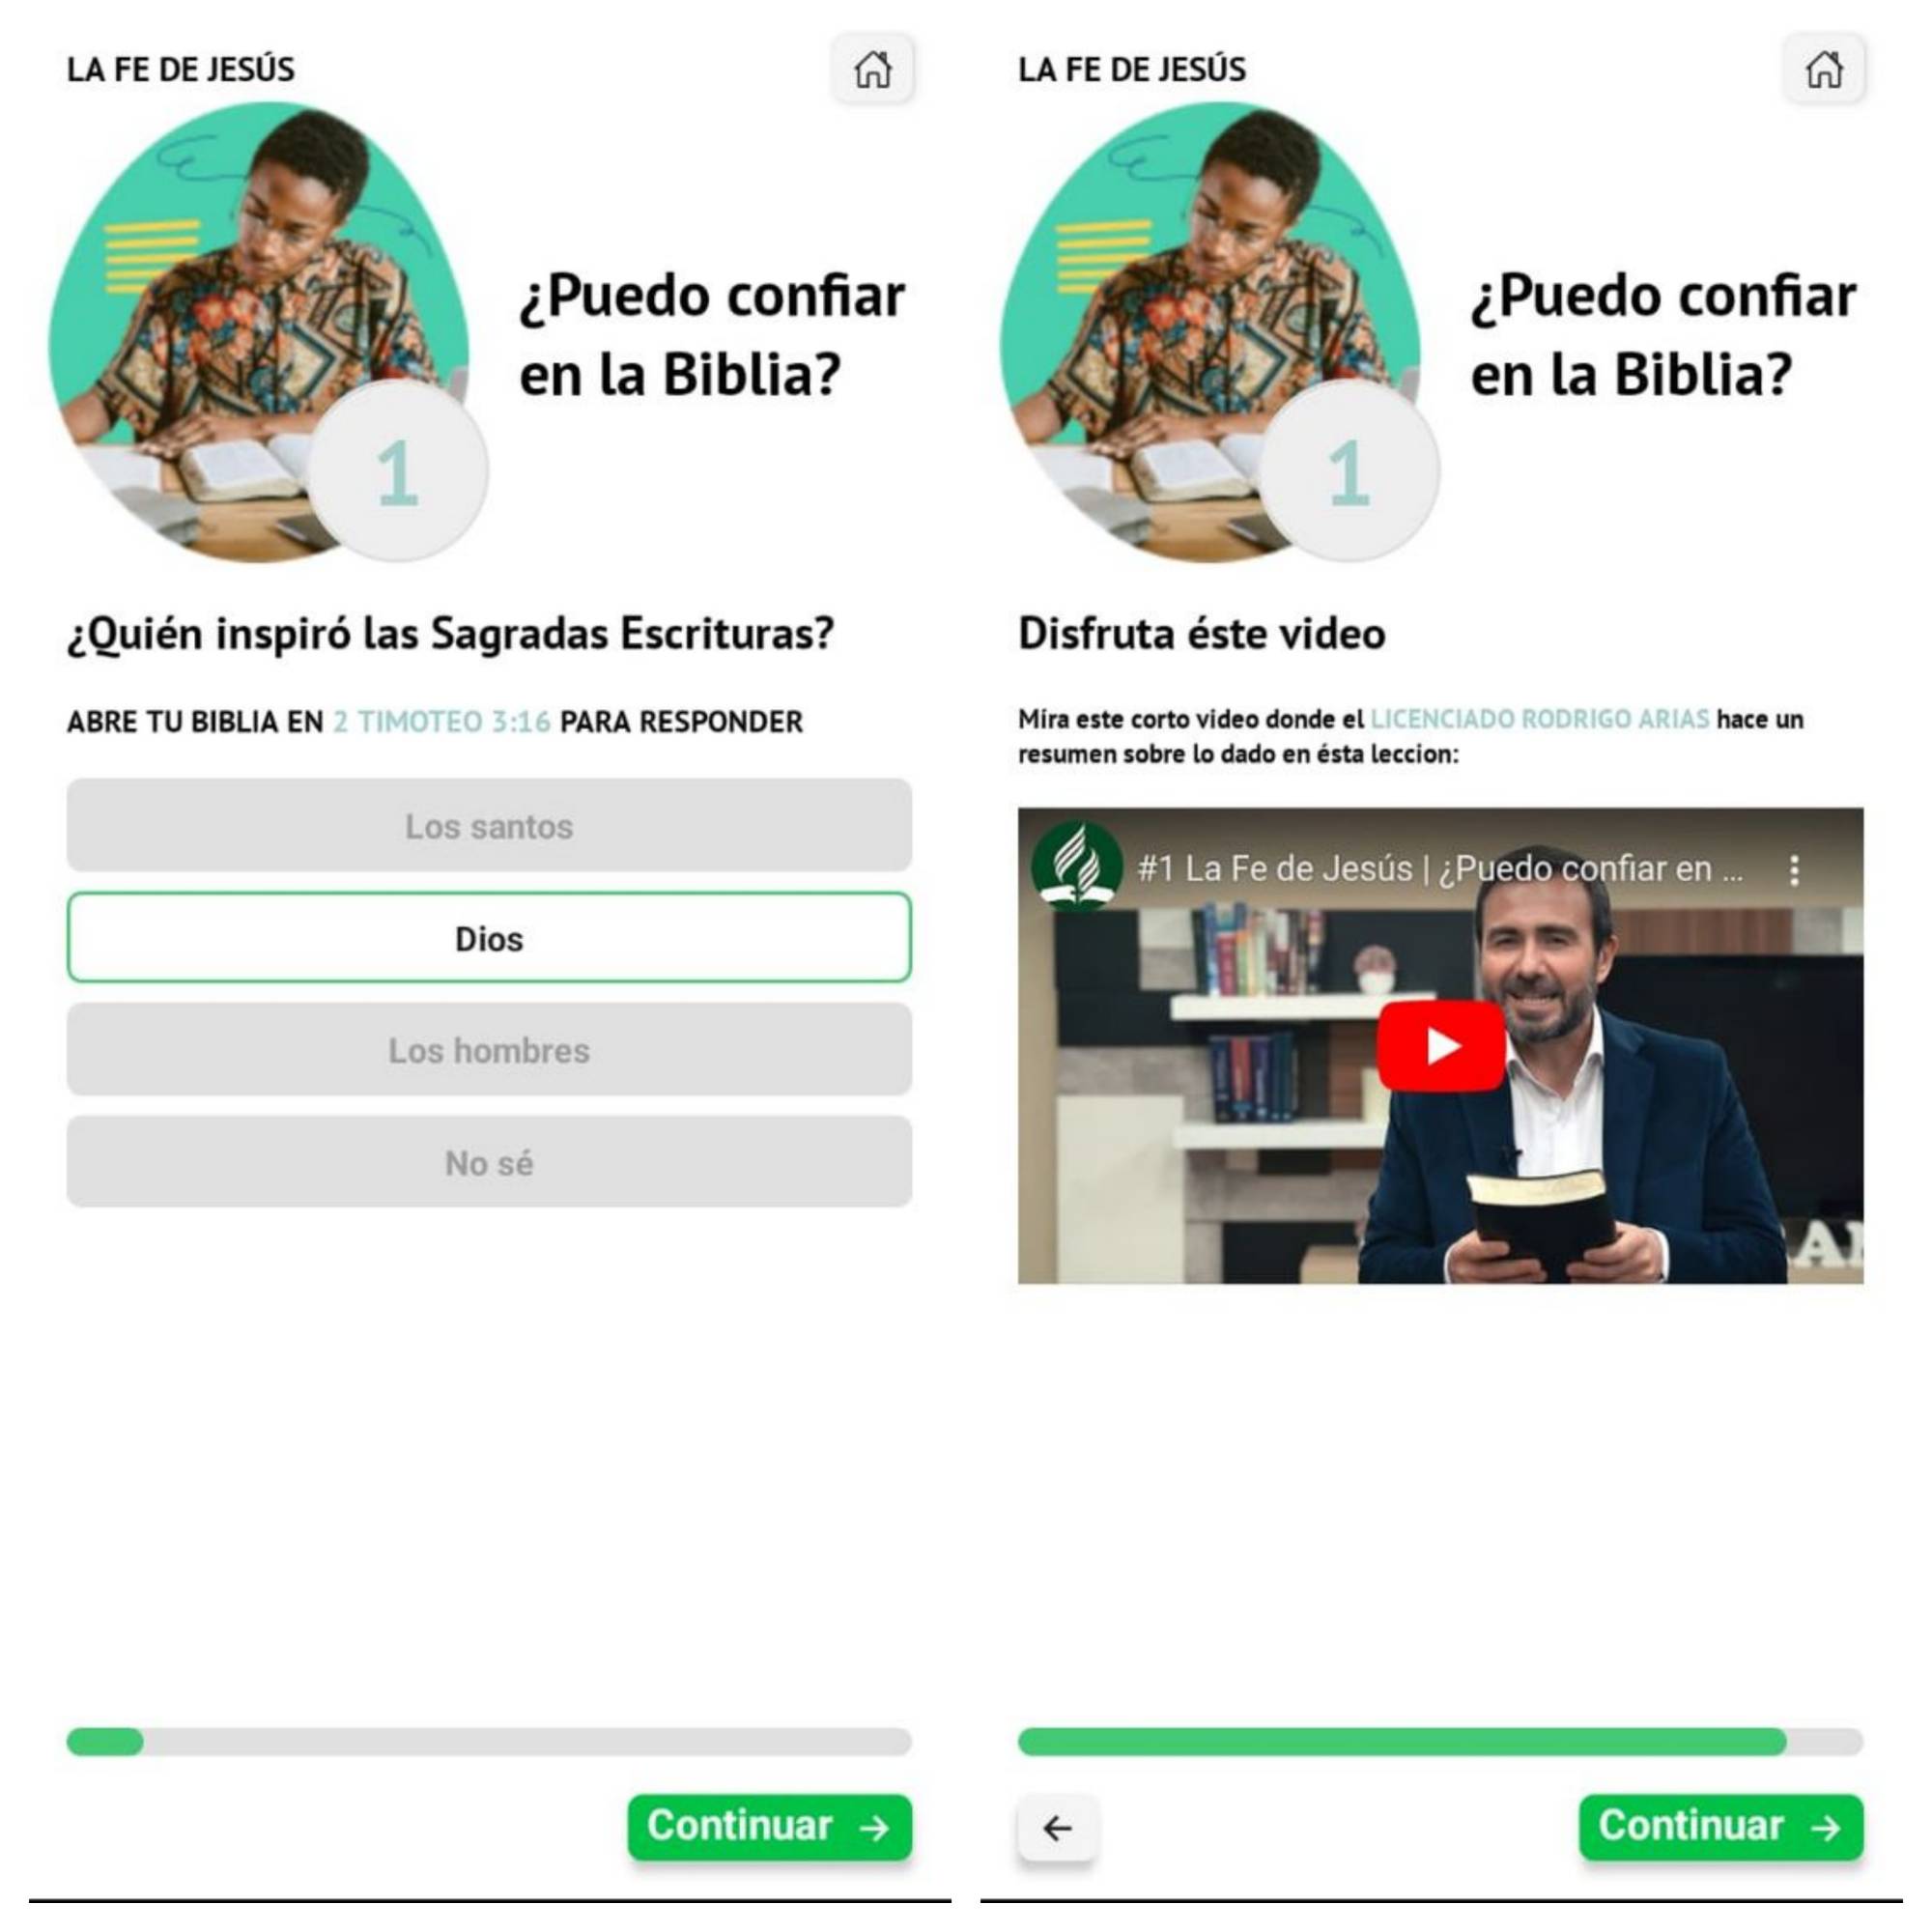 LA FE DE JESÚS
¿Puedo confiar
en la Biblia?
1
¿Quién inspiró las Sagradas Escrituras?
ABRE TU BIBLIA EN 2 TIMOTEO 3:16 PARA RESPONDER
Los santos
Dios
Los hombres
No sé
Continuar →
LA FE DE JESÚS
¿Puedo confiar
en la Biblia?
1
Disfruta éste video
Mira este corto video donde el LICENCIADO RODRIGO ARIAS hace un
resumen sobre lo dado en ésta leccion:
#1 La Fe de Jesús | ¿Puedo confiar en ...
Continuar →